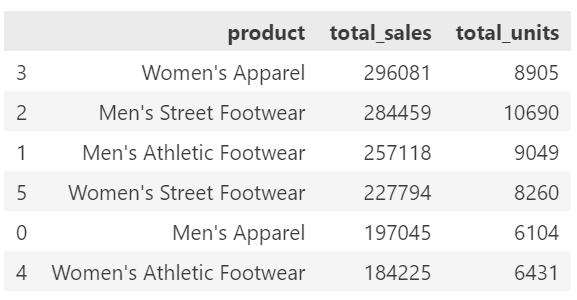 product total_sales total_units
3 Women's Apparel 296081 8905
2 Men's Street Footwear 284459 10690
1 Men's Athletic Footwear 257118 9049
5 Women's Street Footwear 227794 8260
0 Men's Apparel 197045 6104
4 Women's Athletic Footwear 184225 6431